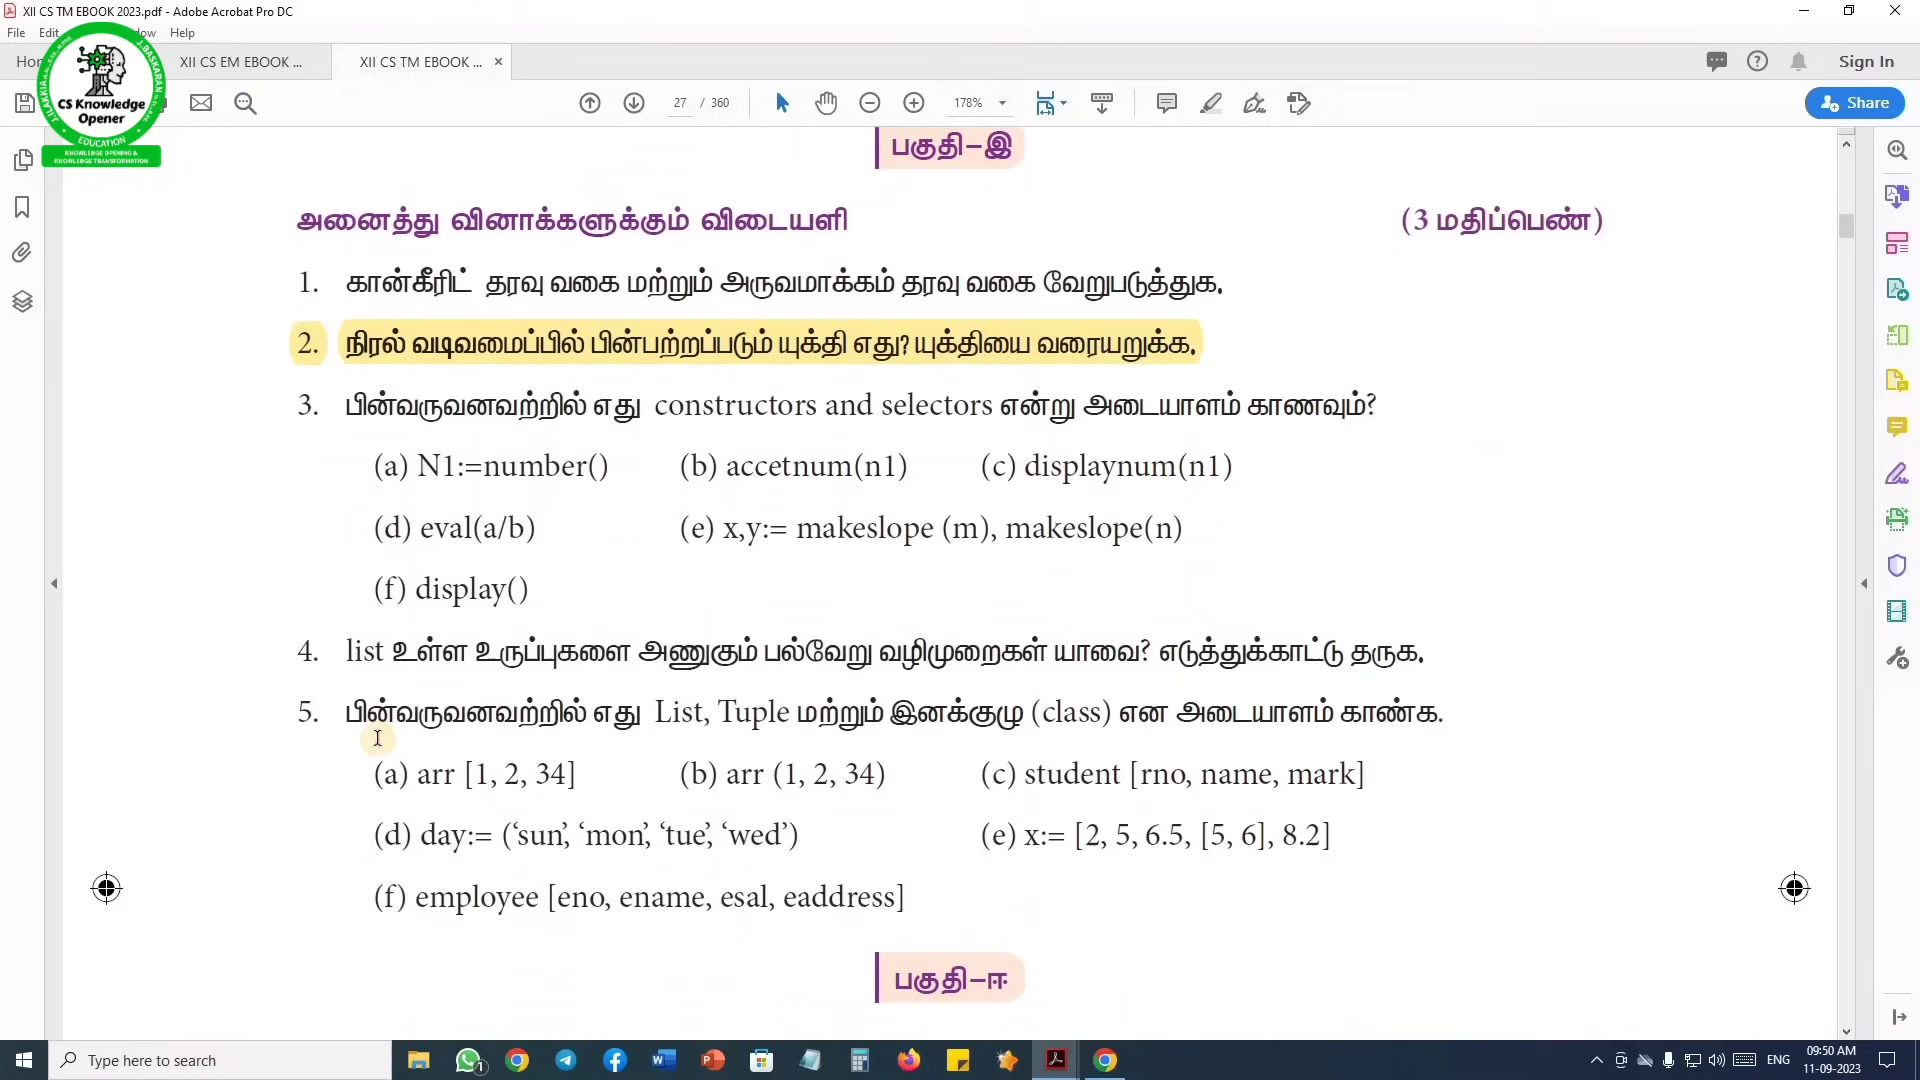 XII CS TM EBOOK 2023.pdf - Adobe Acrobat Pro DC
File Edit Help
XII CS EM EBOOK ...
XII CS TM EBOOK ...
Sign In
CS Knowledge
Opener
EDUCATION
KNOWLEDGE OPENING &
KNOWLEDGE TRANSFORMATION
27 / 360
178%
Share
பகுதி-இ
அனைத்து வினாக்களுக்கும் விடையளி (3 மதிப்பெண்)
1. கான்கீரிட் தரவு வகை மற்றும் அருவமாக்கம் தரவு வகை வேறுபடுத்துக.
2. நிரல் வடிவமைப்பில் பின்பற்றப்படும் யுக்தி எது? யுக்தியை வரையறுக்க.
3. பின்வருவனவற்றில் எது constructors and selectors என்று அடையாளம் காணவும்?
(a) N1:=number() (b) accetnum(n1) (c) displaynum(n1)
(d) eval(a/b) (e) x,y:= makeslope (m), makeslope(n)
(f) display()
4. list உள்ள உருப்புகளை அணுகும் பல்வேறு வழிமுறைகள் யாவை? எடுத்துக்காட்டு தருக.
5. பின்வருவனவற்றில் எது List, Tuple மற்றும் இனக்குழு (class) என அடையாளம் காண்க.
(a) arr [1, 2, 34] (b) arr (1, 2, 34) (c) student [rno, name, mark]
(d) day:= (‘sun’, ‘mon’, ‘tue’, ‘wed’) (e) x:= [2, 5, 6.5, [5, 6], 8.2]
(f) employee [eno, ename, esal, eaddress]
பகுதி-ஈ
Type here to search
ENG
09:50 AM
11-09-2023